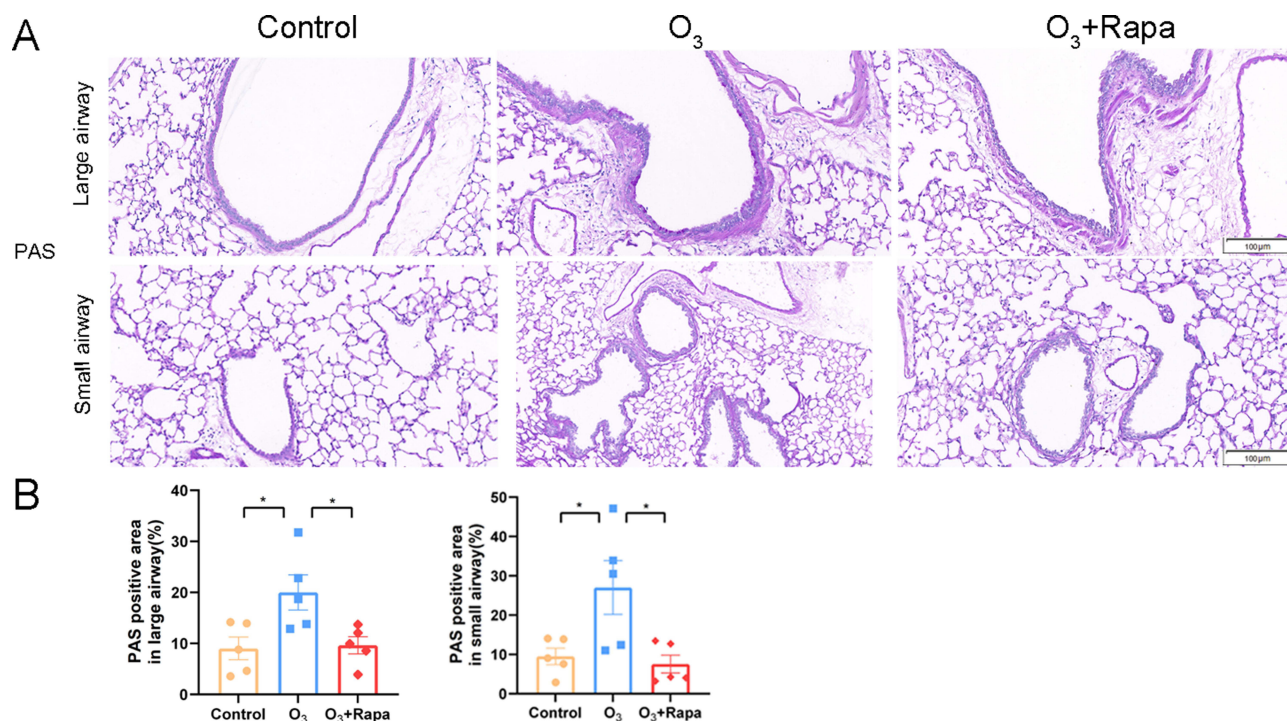 A
Control
O₃
O₃+Rapa
PAS
Large airway
100μm
Small airway
100μm
B
PAS positive area
in large airway(%)
40
30
20
10
0
*
*
Control
O₃
O₃+Rapa
PAS positive area
in small airway(%)
50
40
30
20
10
0
*
*
Control
O₃
O₃+Rapa